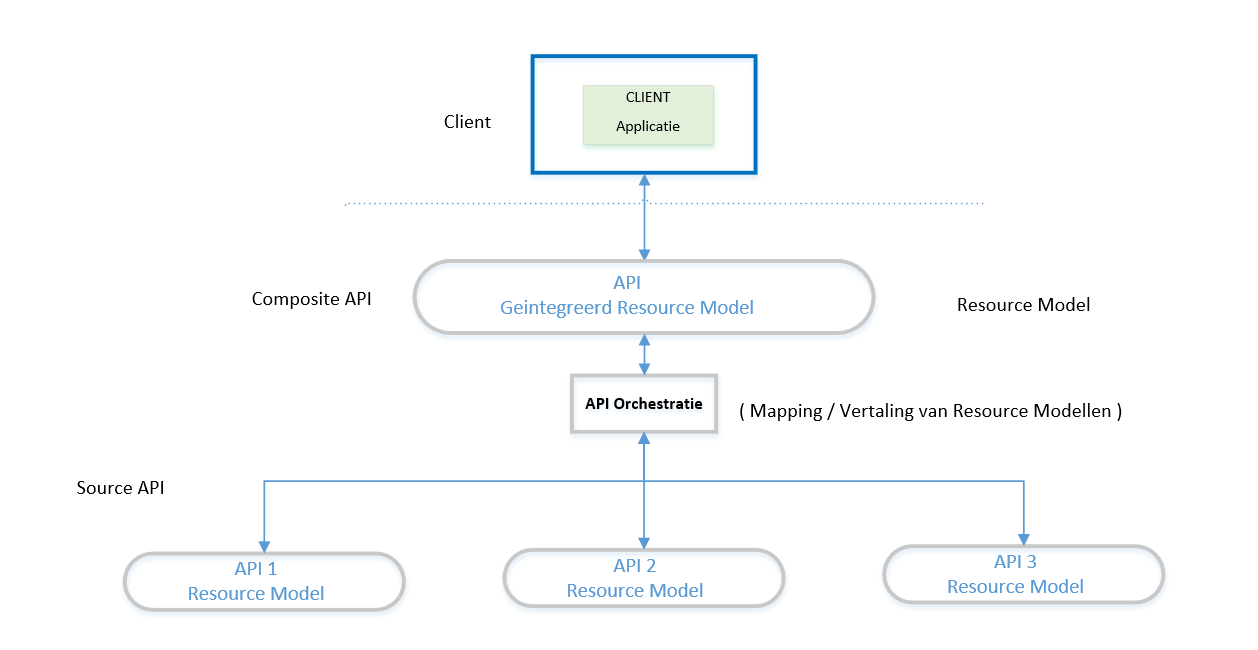 CLIENT
Applicatie
Client
API
Geintegreerd Resource Model
Composite API
Resource Model
API Orchestratie
( Mapping / Vertaling van Resource Modellen )
Source API
API 1
Resource Model
API 2
Resource Model
API 3
Resource Model